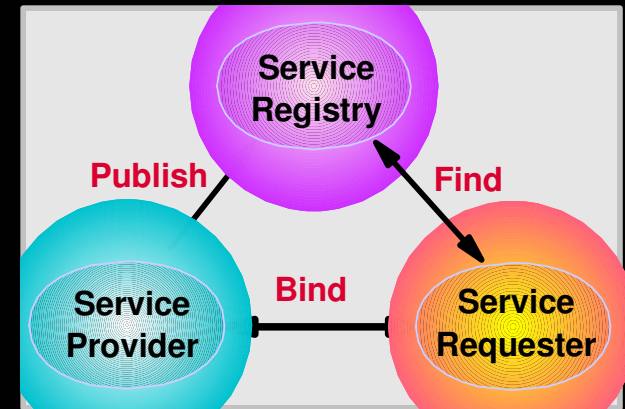 Service
Registry
Publish
Find
Service
Provider
Bind
Service
Requester